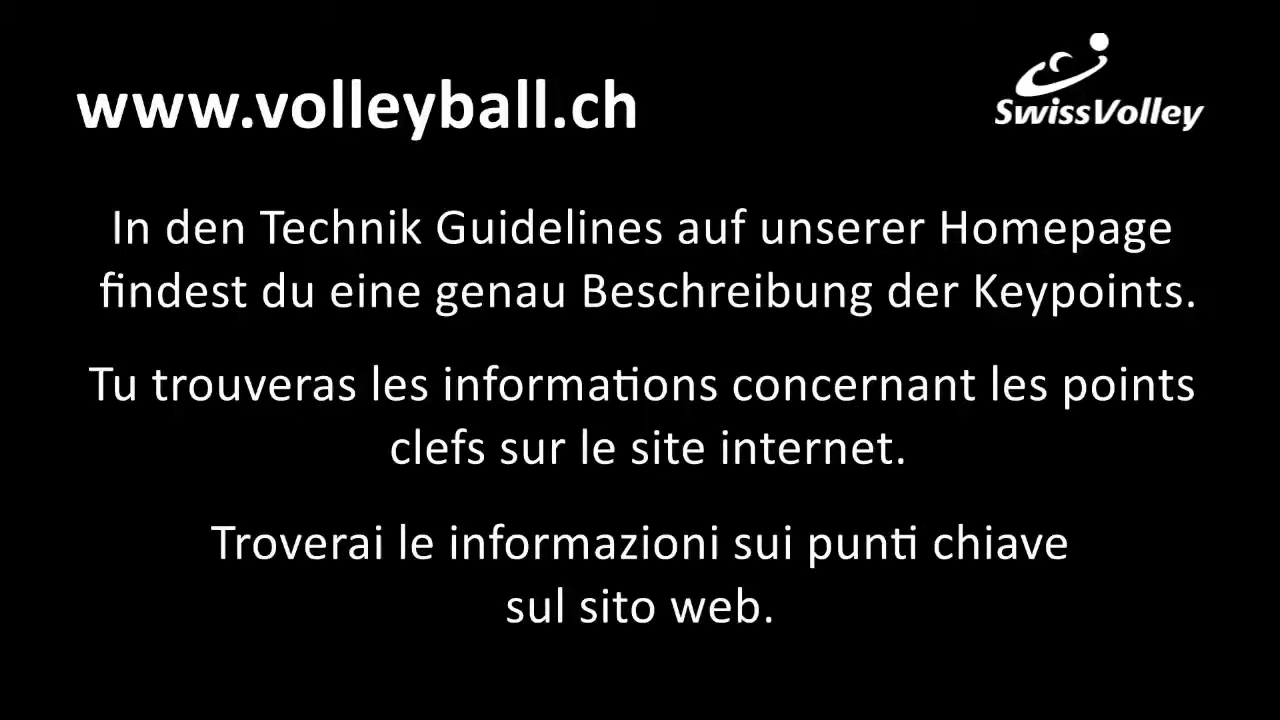 www.volleyball.ch
SwissVolley
In den Technik Guidelines auf unserer Homepage
findest du eine genau Beschreibung der Keypoints.
Tu trouveras les informations concernant les points
clefs sur le site internet.
Troverai le informazioni sui punti chiave
sul sito web.